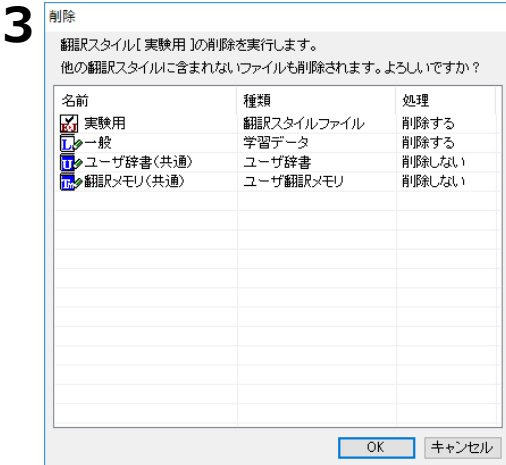 3
削除
翻訳スタイル[ 実験用 ]の削除を実行します。
他の翻訳スタイルに含まれないファイルも削除されます。よろしいですか？
名前 種類 処理
EJ 実験用 翻訳スタイルファイル 削除する
L 一般 学習データ 削除する
U ユーザ辞書(共通) ユーザ辞書 削除しない
Tm 翻訳メモリ(共通) ユーザ翻訳メモリ 削除しない
OK キャンセル